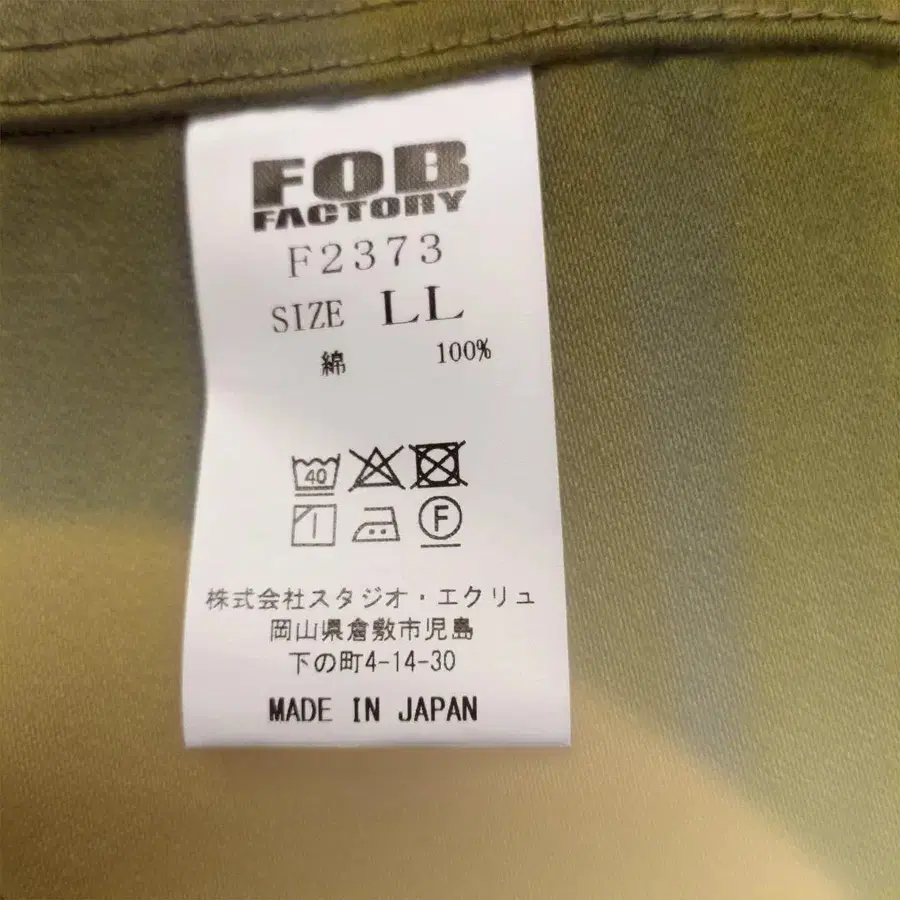 FOB
FACTORY
F2373
SIZE LL
綿 100%
40
F
株式会社スタジオ・エクリュ
岡山県倉敷市児島
下の町4-14-30
MADE IN JAPAN